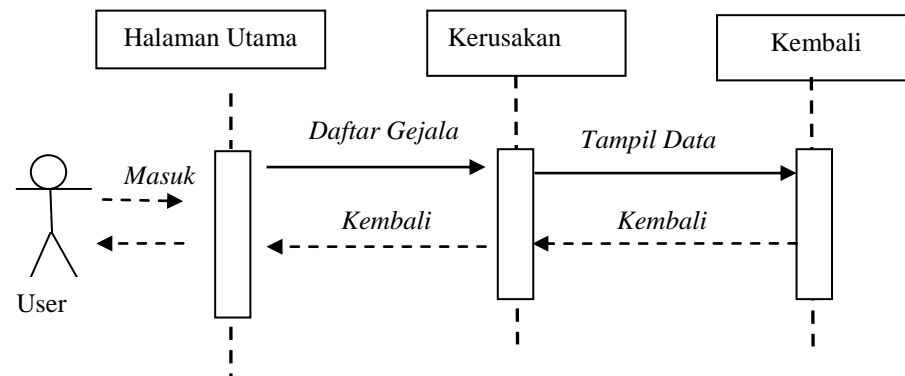 Halaman Utama
Kerusakan
Kembali
Daftar Gejala
Tampil Data
Masuk
Kembali
Kembali
User